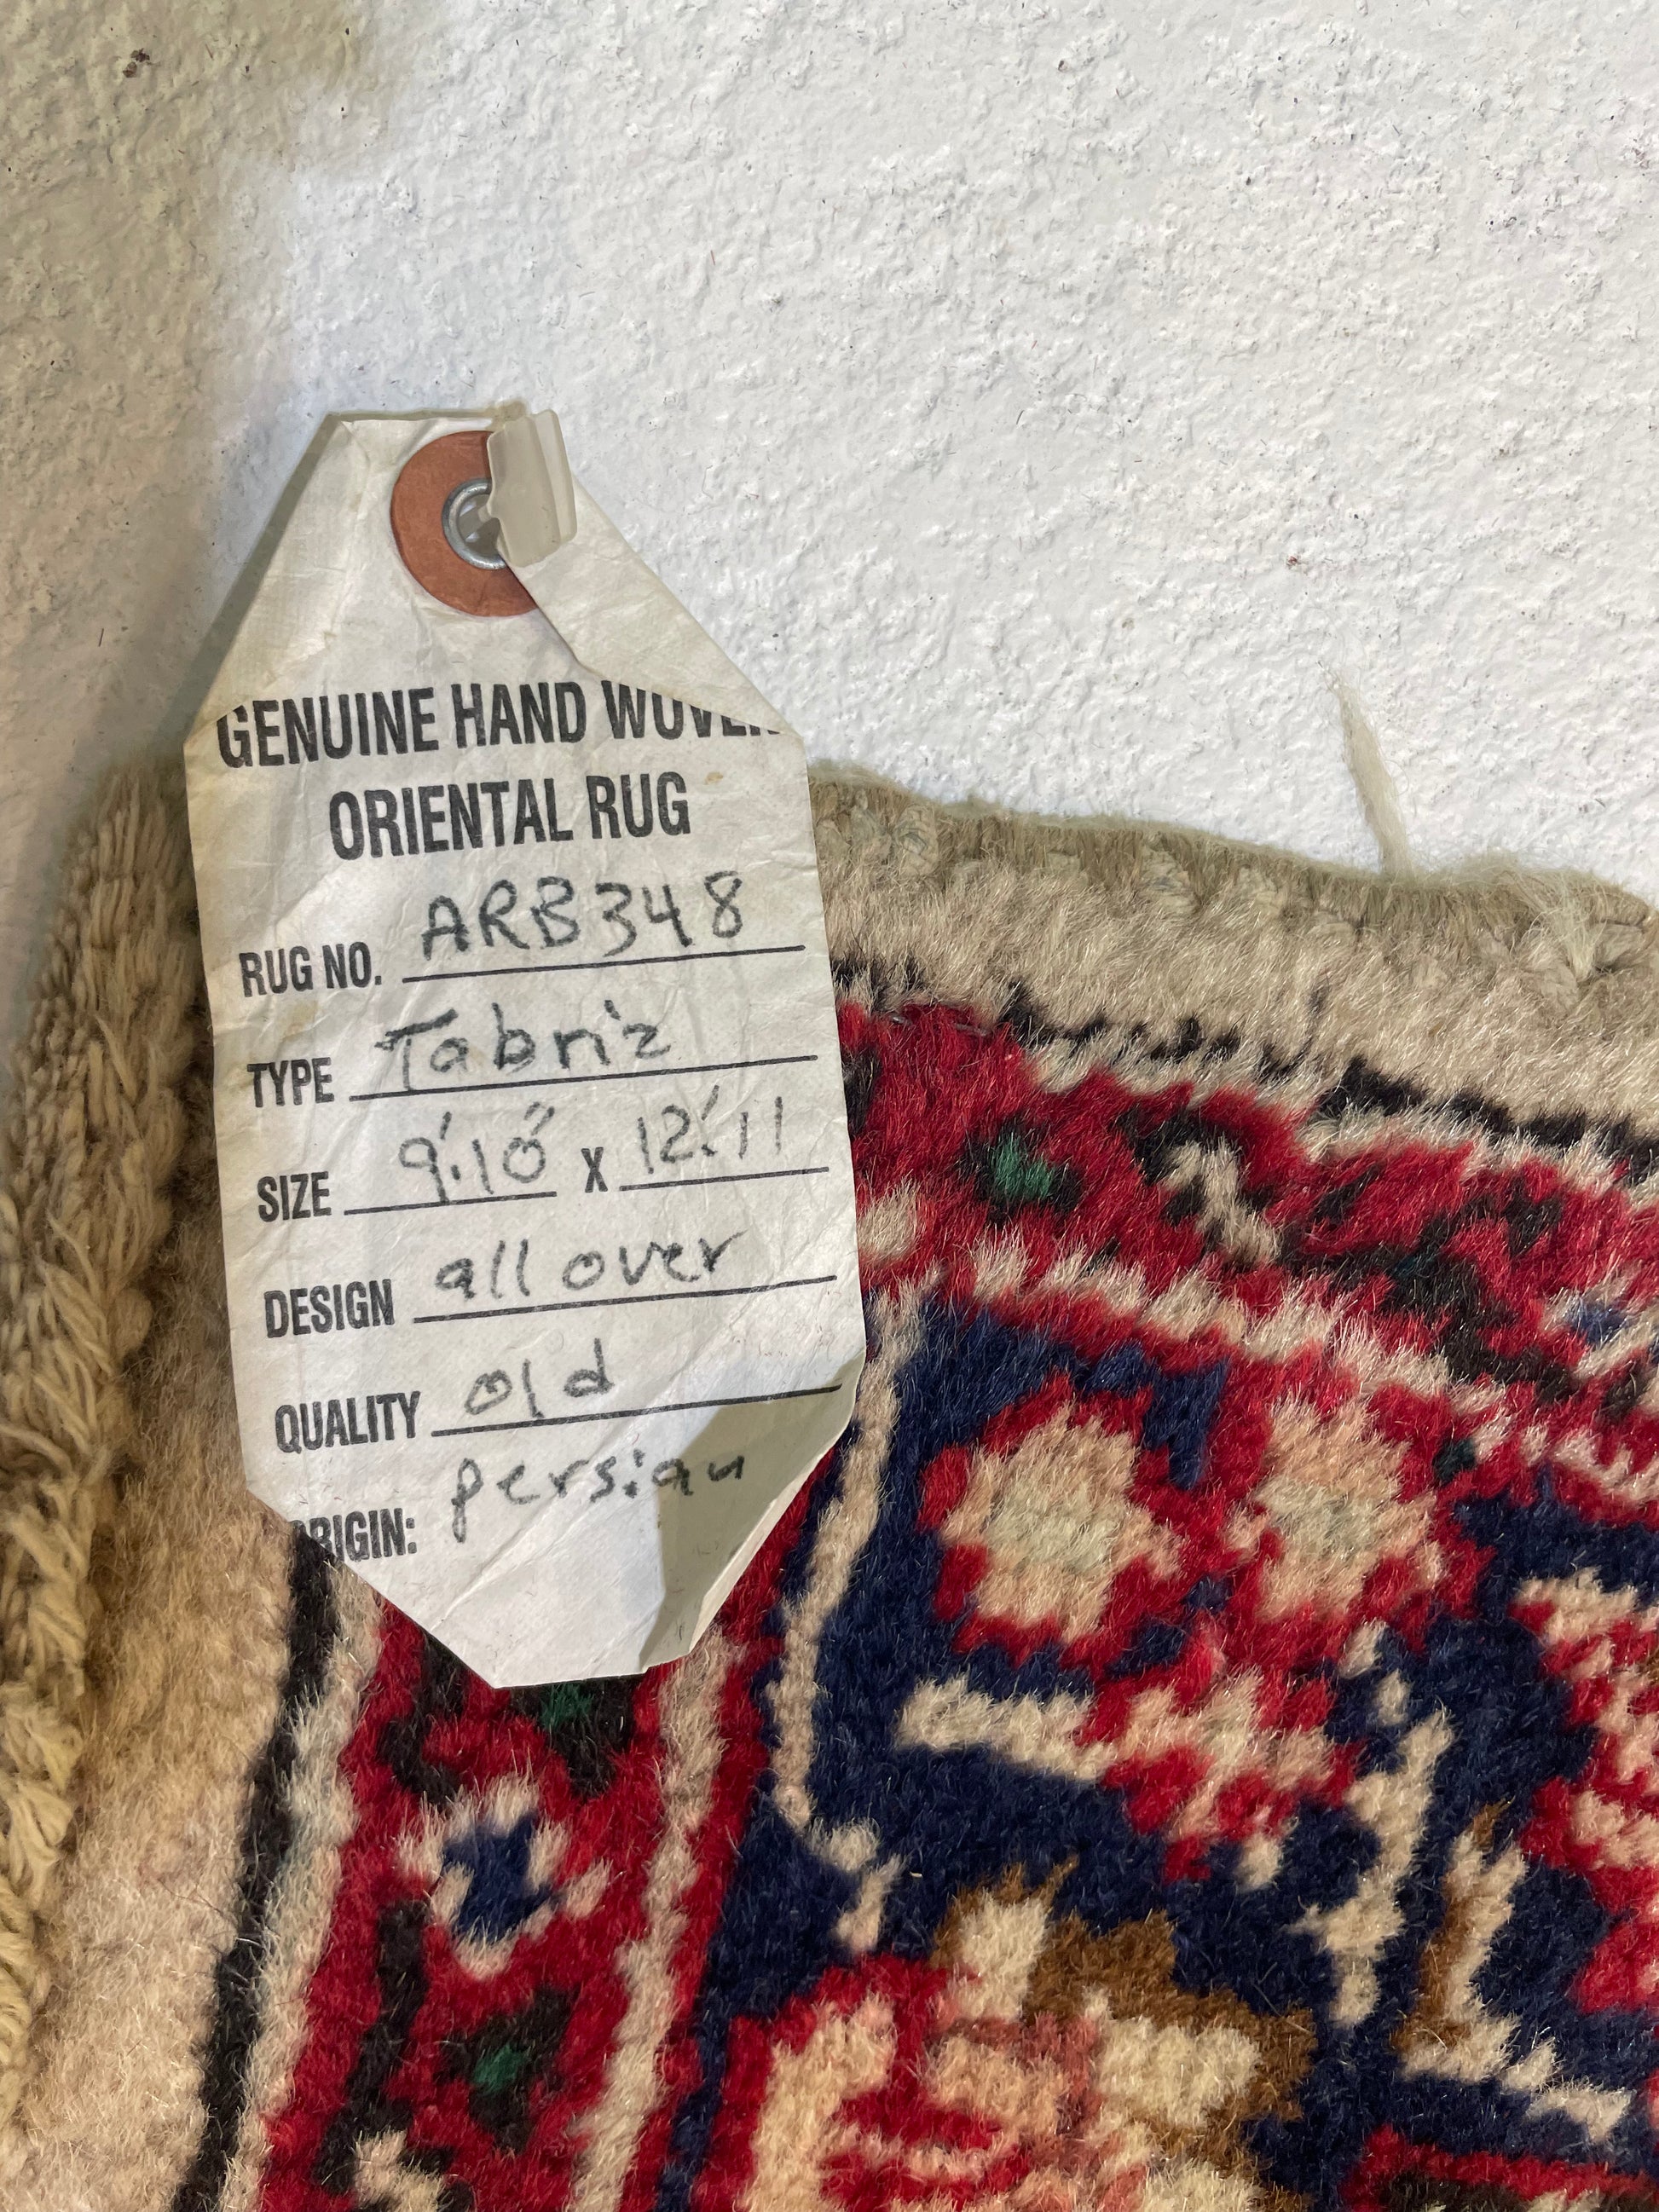 GENUINE HAND WOVEN
ORIENTAL RUG
RUG NO. ARB348
TYPE Tabriz
SIZE 9'.10" X 12'.11
DESIGN all over
QUALITY old
ORIGIN: persian